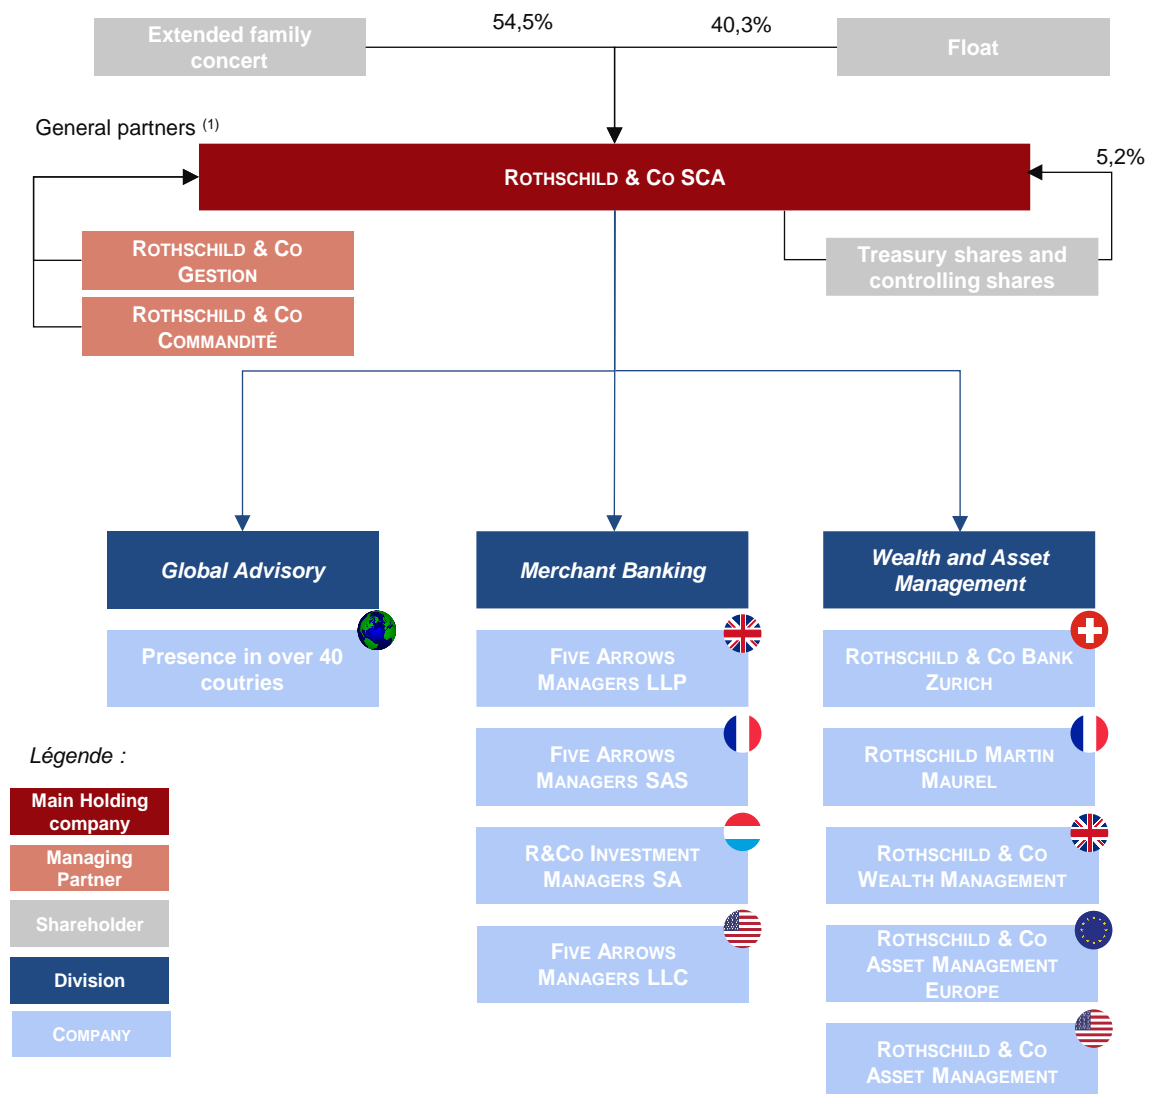 54,5%
40,3%
Extended family
concert
Float
General partners (1)
5,2%
ROTHSCHILD & CO SCA
ROTHSCHILD & CO
GESTION
Treasury shares and
controlling shares
ROTHSCHILD & CO
COMMANDITÉ
Global Advisory
Merchant Banking
Wealth and Asset
Management
Presence in over 40
coutries
FIVE ARROWS
MANAGERS LLP
ROTHSCHILD & CO BANK
ZURICH
FIVE ARROWS
MANAGERS SAS
ROTHSCHILD MARTIN
MAUREL
R&CO INVESTMENT
MANAGERS SA
ROTHSCHILD & CO
WEALTH MANAGEMENT
FIVE ARROWS
MANAGERS LLC
ROTHSCHILD & CO
ASSET MANAGEMENT
EUROPE
ROTHSCHILD & CO
ASSET MANAGEMENT
Légende :
Main Holding
company
Managing
Partner
Shareholder
Division
COMPANY